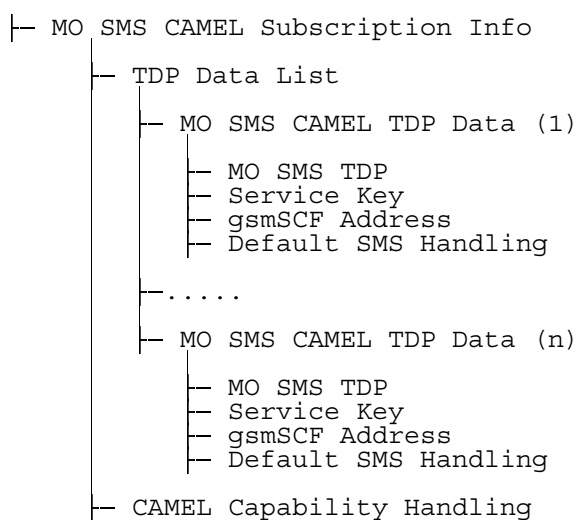 MO SMS CAMEL Subscription Info
TDP Data List
MO SMS CAMEL TDP Data (1)
MO SMS TDP
Service Key
gsmSCF Address
Default SMS Handling
.....
MO SMS CAMEL TDP Data (n)
MO SMS TDP
Service Key
gsmSCF Address
Default SMS Handling
CAMEL Capability Handling